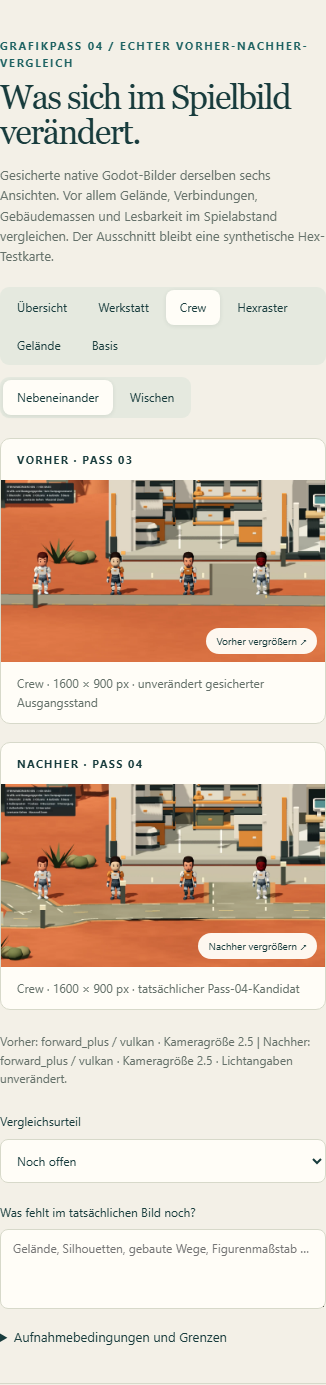 GRAFIKPASS 04 / ECHTER VORHER-NACHHER-
VERGLEICH
Was sich im Spielbild
verändert.
Gesicherte native Godot-Bilder derselben sechs
Ansichten. Vor allem Gelände, Verbindungen,
Gebäudemassen und Lesbarkeit im Spielabstand
vergleichen. Der Ausschnitt bleibt eine synthetische Hex-
Testkarte.
Übersicht Werkstatt Crew Hexraster
Gelände Basis
Nebeneinander Wischen
VORHER · PASS 03
Vorher vergrößern ↗
Crew · 1600 × 900 px · unverändert gesicherter
Ausgangsstand
NACHHER · PASS 04
Nachher vergrößern ↗
Crew · 1600 × 900 px · tatsächlicher Pass-04-Kandidat
Vorher: forward_plus / vulkan · Kameragröße 2.5 | Nachher:
forward_plus / vulkan · Kameragröße 2.5 · Lichtangaben
unverändert.
Vergleichsurteil
Noch offen
Was fehlt im tatsächlichen Bild noch?
Gelände, Silhouetten, gebaute Wege, Figurenmaßstab ...
Aufnahmebedingungen und Grenzen